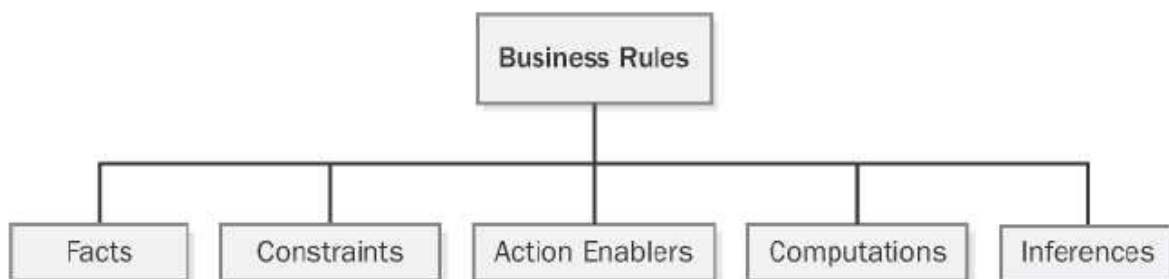 Business Rules
Facts
Constraints
Action Enablers
Computations
Inferences